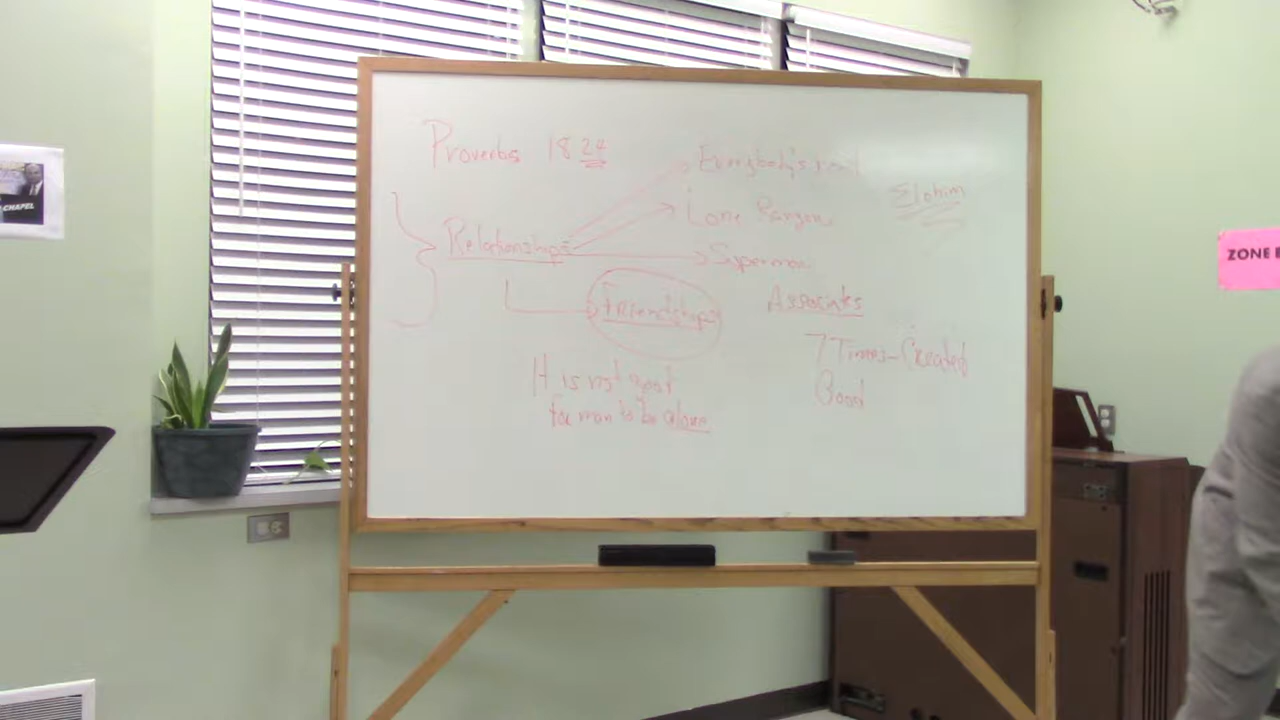 Proverbs 18:24
Everybody's
Elohim
Lone Ranger
Relationships
Superman
Friendships
Associates
7 Times - Created
Good
It is not good
for man to be alone
CHAPEL
ZONE